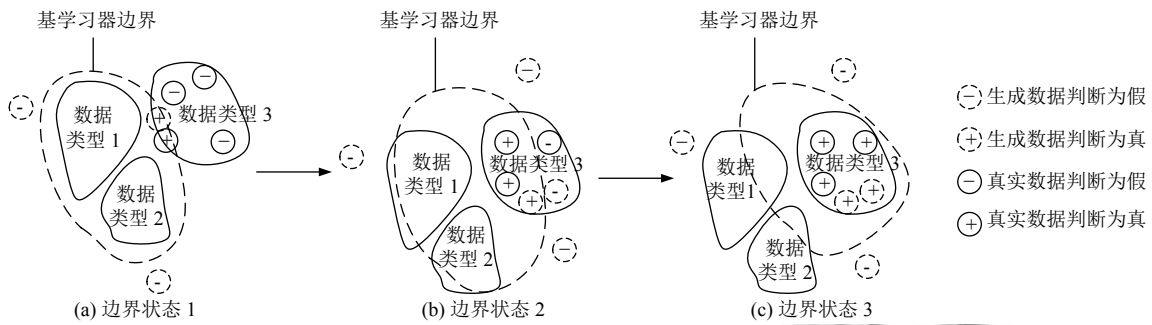 基学习器边界
数据
类型 1
数据
类型 2
数据类型 3
(a) 边界状态 1
基学习器边界
数据
类型 1
数据
类型 2
数据类型 3
(b) 边界状态 2
基学习器边界
数据
类型1
数据
类型 2
数据类型 3
(c) 边界状态 3
生成数据判断为假
生成数据判断为真
真实数据判断为假
真实数据判断为真